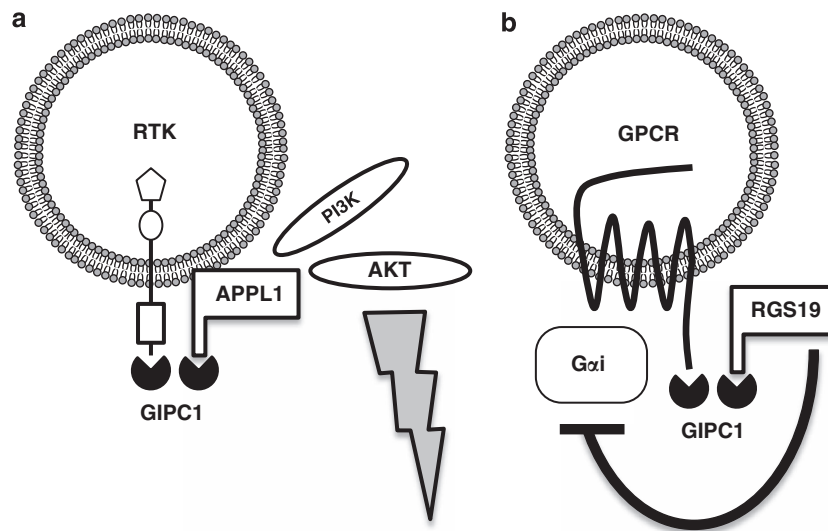 a
RTK
PI3K
AKT
APPL1
GIPC1
b
GPCR
RGS19
Gαi
GIPC1